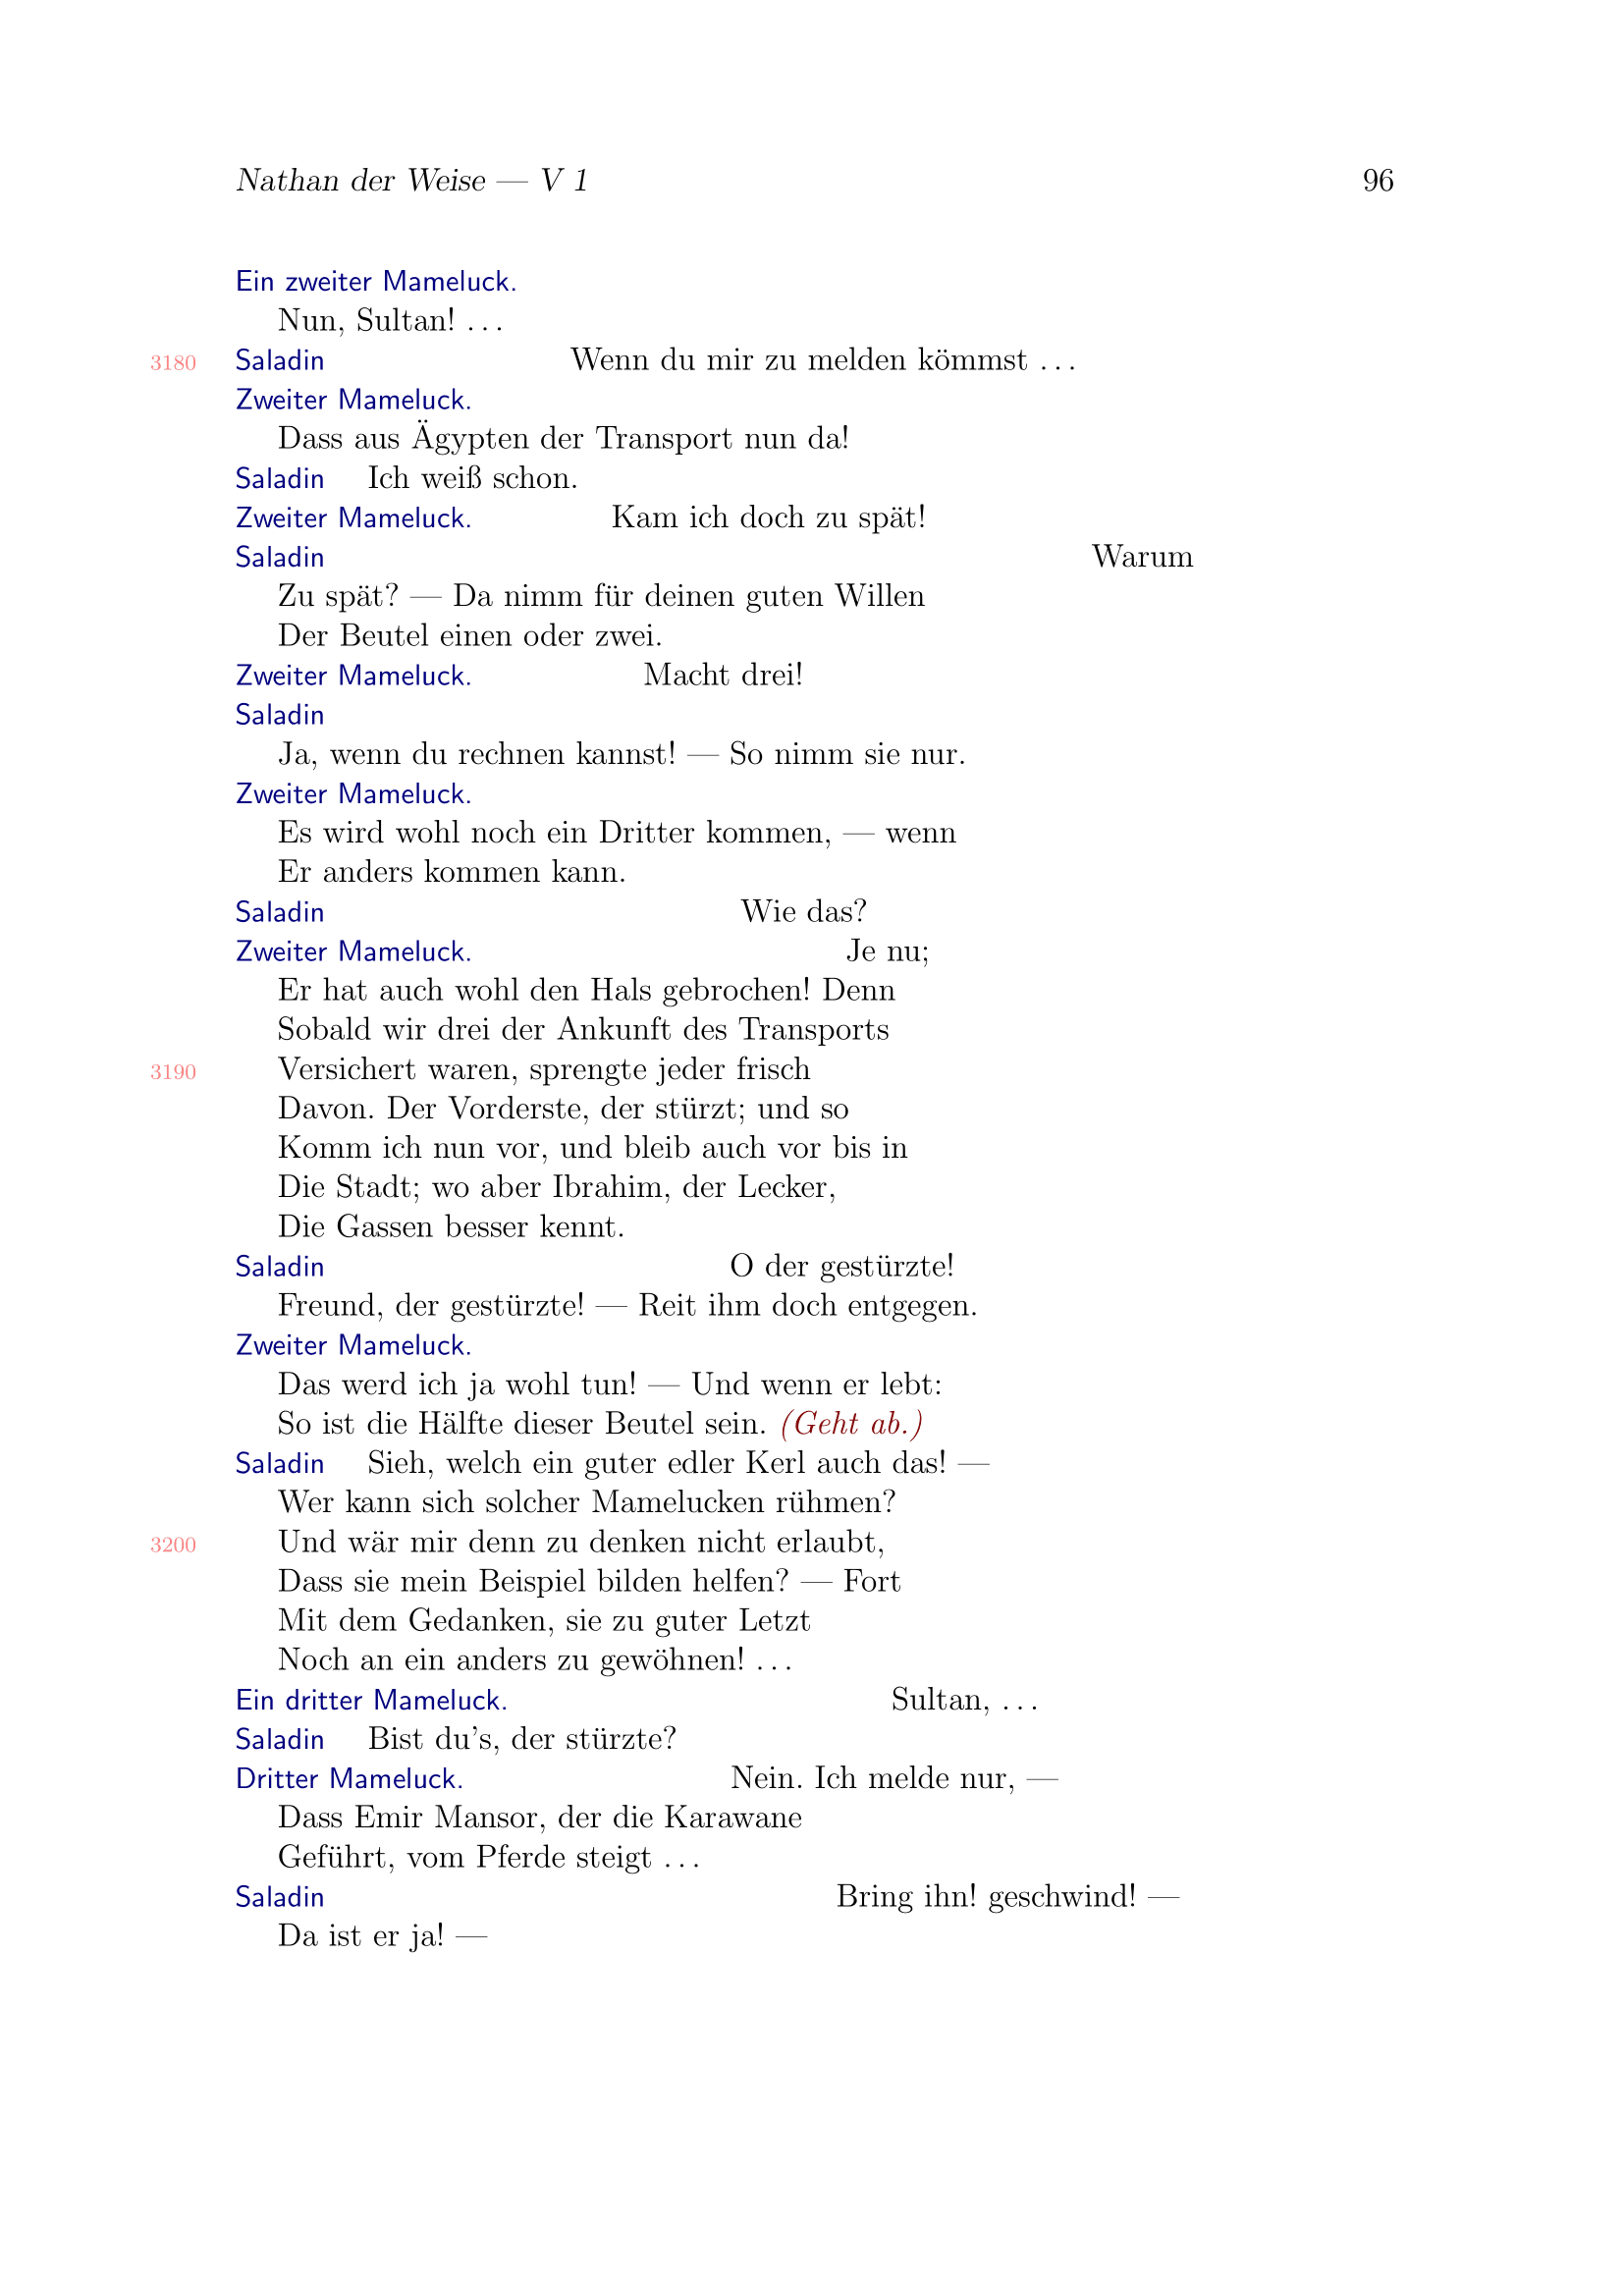 Nathan der Weise — V 1 96
Ein zweiter Mameluck.
Nun, Sultan! …
3180 Saladin Wenn du mir zu melden kömmst …
Zweiter Mameluck.
Dass aus Ägypten der Transport nun da!
Saladin Ich weiß schon.
Zweiter Mameluck. Kam ich doch zu spät!
Saladin Warum
Zu spät? — Da nimm für deinen guten Willen
Der Beutel einen oder zwei.
Zweiter Mameluck. Macht drei!
Saladin
Ja, wenn du rechnen kannst! — So nimm sie nur.
Zweiter Mameluck.
Es wird wohl noch ein Dritter kommen, — wenn
Er anders kommen kann.
Saladin Wie das?
Zweiter Mameluck. Je nu;
Er hat auch wohl den Hals gebrochen! Denn
Sobald wir drei der Ankunft des Transports
3190 Versichert waren, sprengte jeder frisch
Davon. Der Vorderste, der stürzt; und so
Komm ich nun vor, und bleib auch vor bis in
Die Stadt; wo aber Ibrahim, der Lecker,
Die Gassen besser kennt.
Saladin O der gestürzte!
Freund, der gestürzte! — Reit ihm doch entgegen.
Zweiter Mameluck.
Das werd ich ja wohl tun! — Und wenn er lebt:
So ist die Hälfte dieser Beutel sein. (Geht ab.)
Saladin Sieh, welch ein guter edler Kerl auch das! —
Wer kann sich solcher Mamelucken rühmen?
3200 Und wär mir denn zu denken nicht erlaubt,
Dass sie mein Beispiel bilden helfen? — Fort
Mit dem Gedanken, sie zu guter Letzt
Noch an ein anders zu gewöhnen! …
Ein dritter Mameluck. Sultan, …
Saladin Bist du's, der stürzte?
Dritter Mameluck. Nein. Ich melde nur, —
Dass Emir Mansor, der die Karawane
Geführt, vom Pferde steigt …
Saladin Bring ihn! geschwind! —
Da ist er ja! —